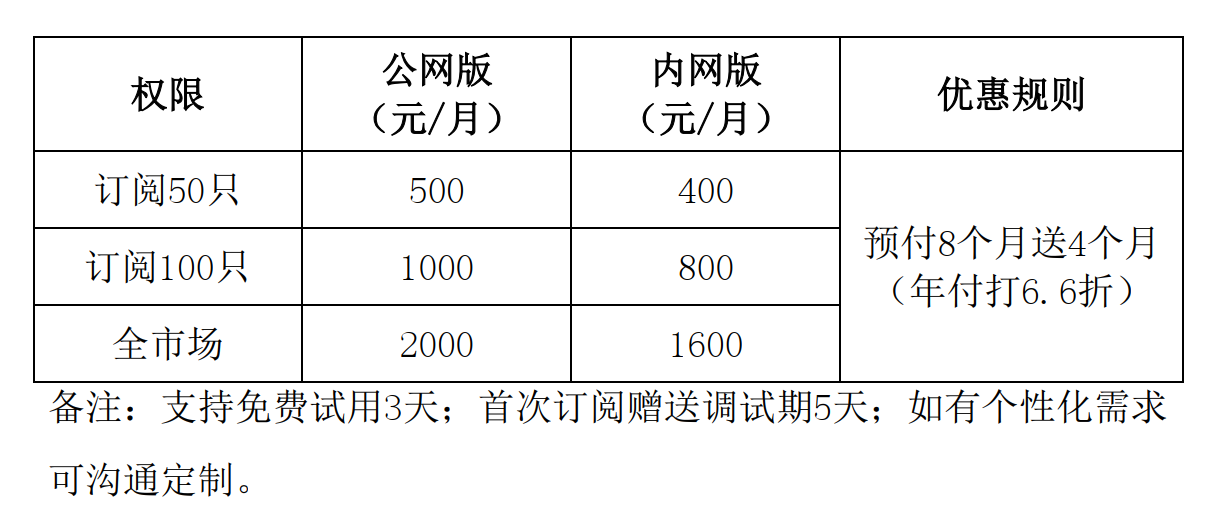 权限
公网版
（元/月）
内网版
（元/月）
优惠规则
订阅50只
500
400
预付8个月送4个月
（年付打6.6折）
订阅100只
1000
800
全市场
2000
1600
备注：支持免费试用3天；首次订阅赠送调试期5天；如有个性化需求
可沟通定制。